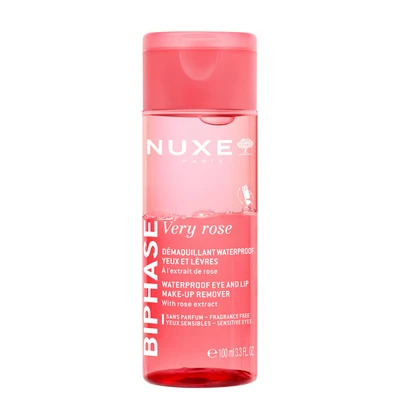 NUXE
PARIS
BIPHASE
Very rose
DÉMAQUILLANT WATERPROOF
YEUX ET LÈVRES
À l'extrait de rose
WATERPROOF EYE AND LIP
MAKE-UP REMOVER
With rose extract
SANS PARFUM - FRAGRANCE FREE
YEUX SENSIBLES - SENSITIVE EYES
e 100 ml 3.3 FL. OZ.